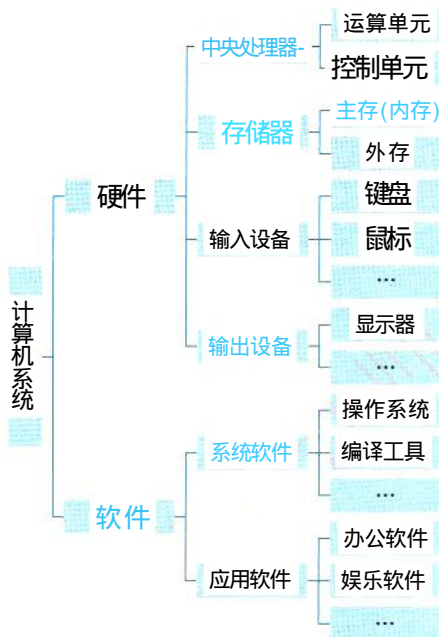 计算机系统
硬件
中央处理器-
运算单元
控制单元
存储器
主存(内存)
外存
输入设备
键盘
鼠标
...
输出设备
显示器
...
软件
系统软件
操作系统
编译工具
...
应用软件
办公软件
娱乐软件
...